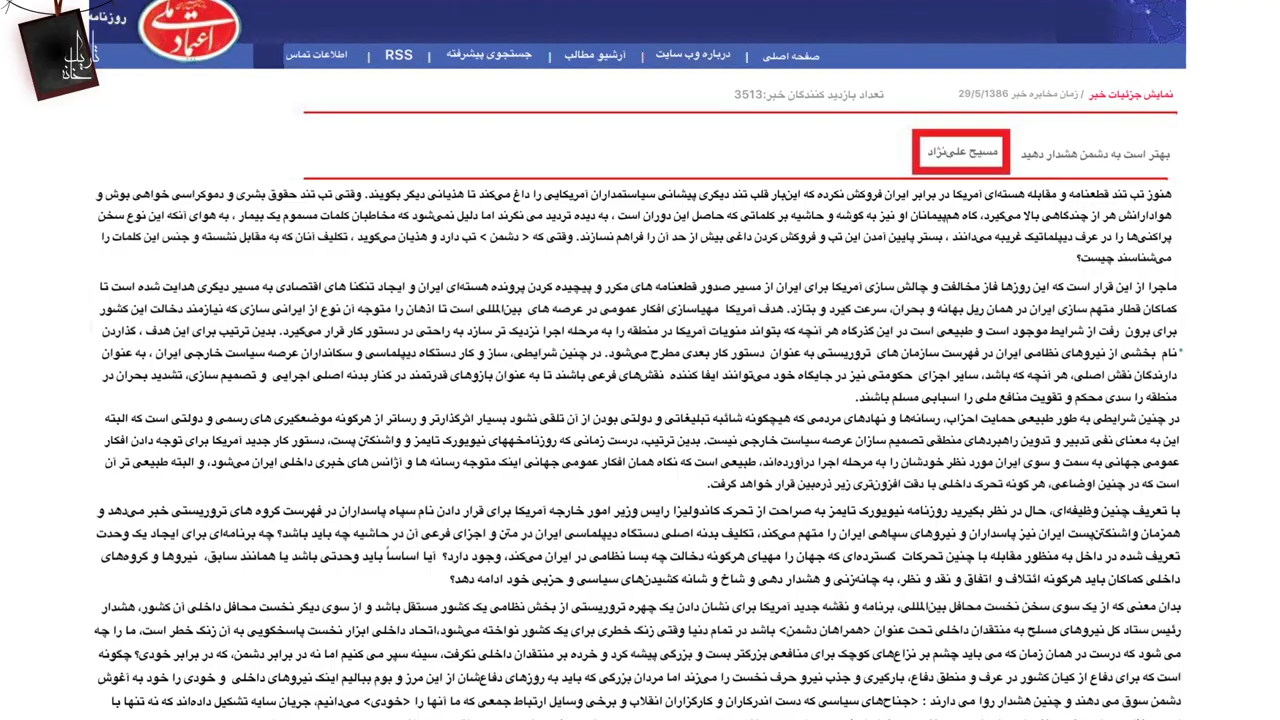 تاریک خانه
روزنامه
اعتماد ملی
صفحه اصلی | درباره وب سایت | آرشیو مطالب | جستجوی پیشرفته | RSS | اطلاعات تماس
نمایش جزئیات خبر / زمان مخابره خبر 29/5/1386 تعداد بازدید کنندگان خبر:3513
بهتر است به دشمن هشدار دهید مسیح علی‌نژاد
هنوز تب تند قطعنامه و مقابله هسته‌ای آمریکا در برابر ایران فروکش نکرده که این‌بار قلب تند دیگری پیشانی سیاستمداران آمریکایی را داغ می‌کند تا هذیانی دیگر بگویند. وقتی تب تند حقوق بشری و دموکراسی خواهی بوش و
هوادارانش هر از چندگاهی بالا می‌گیرد، گاه هم‌پیمانان او نیز به گوشه و حاشیه بر کلماتی که حاصل این دوران است ، به دیده تردید می نگرند اما دلیل نمی‌شود که مخاطبان کلمات مسموم یک بیمار ، به هوای آنکه این نوع سخن
پراکنی‌ها را در عرف دیپلماتیک غریبه می‌دانند ، بستر پایین آمدن این تب و فروکش کردن داغی بیش از حد آن را فراهم نسازند. وقتی که < دشمن > تب دارد و هذیان می‌گوید ، تکلیف آنان که به مقابل نشسته و جنس این کلمات را
می‌شناسند چیست؟
ماجرا از این قرار است که این روزها فاز مخالفت و چالش سازی آمریکا برای ایران از مسیر صدور قطعنامه های مکرر و پیچیده کردن پرونده هسته‌ای ایران و ایجاد تنگنا های اقتصادی به مسیر دیگری هدایت شده است تا
کماکان قطار متهم سازی ایران در همان ریل بهانه و بحران، سرعت گیرد و بتازد. هدف آمریکا مهیاسازی افکار عمومی در عرصه های بین‌المللی است تا اذهان را متوجه آن نوع از ایرانی سازی که نیازمند دخالت این کشور
برای برون رفت از شرایط موجود است و طبیعی است در این گذرگاه هر آنچه که بتواند منویات آمریکا در منطقه را به مرحله اجرا نزدیک تر سازد به راحتی در دستور کار قرار می‌گیرد. بدین ترتیب برای این هدف ، گذاردن
نام بخشی از نیروهای نظامی ایران در فهرست سازمان های تروریستی به عنوان دستور کار بعدی مطرح می‌شود. در چنین شرایطی، ساز و کار دستگاه دیپلماسی و سکانداران عرصه سیاست خارجی ایران ، به عنوان
دارندگان نقش اصلی، هر آنچه که باشد، سایر اجزای حکومتی نیز در جایگاه خود می‌توانند ایفا کننده نقش‌های فرعی باشند تا به عنوان بازوهای قدرتمند در کنار بدنه اصلی اجرایی و تصمیم سازی، تشدید بحران در
منطقه را سدی محکم و تقویت منافع ملی را اسبابی مسلم باشند.
در چنین شرایطی به طور طبیعی حمایت احزاب، رسانه‌ها و نهادهای مردمی که هیچگونه شائبه تبلیغاتی و دولتی بودن از آن تلقی نشود بسیار اثرگذارتر و رساتر از هرگونه موضعگیری های رسمی و دولتی است که البته
این به معنای نفی تدبیر و تدوین راهبردهای منطقی تصمیم سازان عرصه سیاست خارجی نیست. بدین ترتیب، درست زمانی که روزنامخههای نیویورک تایمز و واشنگتن پست، دستور کار جدید آمریکا برای توجه دادن افکار
عمومی جهانی به سمت و سوی ایران مورد نظر خودشان را به مرحله اجرا درآورده‌اند، طبیعی است که نگاه همان افکار عمومی جهانی اینک متوجه رسانه ها و آژانس های خبری داخلی ایران می‌شود، و البته طبیعی تر آن
است که در چنین اوضاعی، هر گونه تحرک داخلی با دقت افزون‌تری زیر ذره‌بین قرار خواهد گرفت.
با تعریف چنین وظیفه‌ای، حال در نظر بگیرید روزنامه نیویورک تایمز به صراحت از تحرک کاندولیزا رایس وزیر امور خارجه آمریکا برای قرار دادن نام سپاه پاسداران در فهرست گروه های تروریستی خبر می‌دهد و
همزمان واشنگتن‌پست ایران نیز پاسداران و نیروهای سپاهی ایران را متهم می‌کند، تکلیف بدنه اصلی دستگاه دیپلماسی ایران در متن و اجزای فرعی آن در حاشیه چه باید باشد؟ چه برنامه‌ای برای ایجاد یک وحدت
تعریف شده در داخل به منظور مقابله با چنین تحرکات گسترده‌ای که جهان را مهیای هرگونه دخالت چه بسا نظامی در ایران می‌کند، وجود دارد؟ آیا اساساً باید وحدتی باشد یا همانند سابق، نیروها و گروه‌های
داخلی کماکان باید هرگونه ائتلاف و اتفاق و نقد و نظر، به چانه‌زنی و هشدار دهی و شاخ و شانه کشیدن‌های سیاسی و حزبی خود ادامه دهد؟
بدان معنی که از یک سوی سخن نخست محافل بین‌المللی، برنامه و نقشه جدید آمریکا برای نشان دادن یک چهره تروریستی از بخش نظامی یک کشور مستقل باشد و از سوی دیگر نخست محافل داخلی آن کشور، هشدار
رئیس ستاد کل نیروهای مسلح به منتقدان داخلی تحت عنوان <همراهان دشمن> باشد در تمام دنیا وقتی زنگ خطری برای یک کشور نواخته می‌شود،اتحاد داخلی ابزار نخست پاسخگویی به آن زنگ خطر است، ما را چه
می شود که درست در همان زمان که می باید چشم بر نزاع‌های کوچک برای منافعی بزرگتر بست و بزرگی پیشه کرد و خرده بر منتقدان داخلی نگرفت، سینه سپر می کنیم اما نه در برابر دشمن، که در برابر خودی؟ چگونه
است که برای دفاع از کیان کشور در عرف و منطق دفاع، بارگیری و جذب نیرو حرف نخست را می‌زند اما مردان بزرگی که باید به روزهای دفاع‌شان از این مرز و بوم ببالیم اینک نیروهای داخلی و خودی را خود به آغوش
دشمن سوق می دهند و چنین هشدار روا می دارند : <جناح‌های سیاسی که دست اندرکاران و کارگزاران انقلاب و برخی وسایل ارتباط جمعی که ما آنها را <خودی> می‌دانیم، جریان سایه تشکیل داده‌اند که نه تنها با